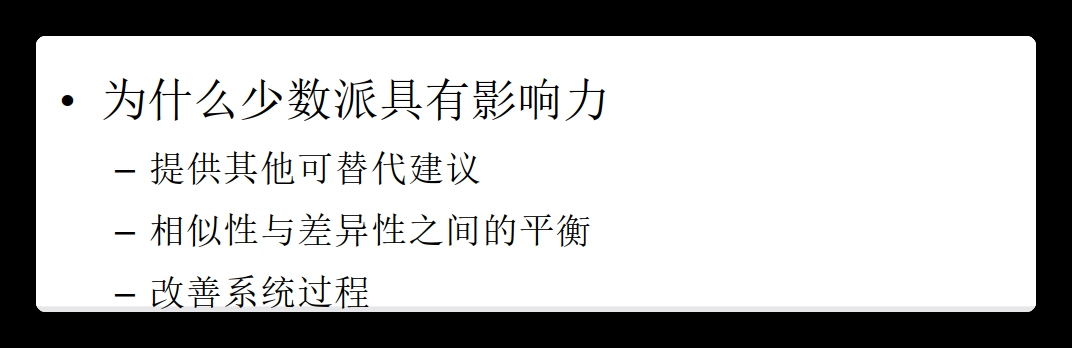 • 为什么少数派具有影响力
– 提供其他可替代建议
– 相似性与差异性之间的平衡
– 改善系统过程